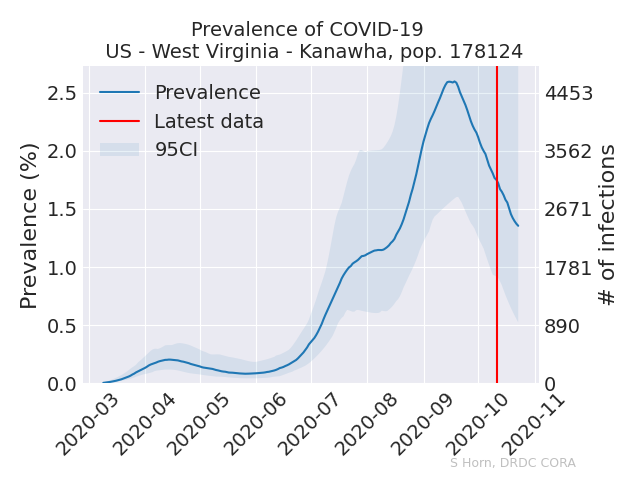 Prevalence of COVID-19
US - West Virginia - Kanawha, pop. 178124
Prevalence
Latest data
95CI
Prevalence (%)
2.5
2.0
1.5
1.0
0.5
0.0
4453
3562
2671
1781
890
0
# of infections
2020-03
2020-04
2020-05
2020-06
2020-07
2020-08
2020-09
2020-10
2020-11
S Horn, DRDC CORA